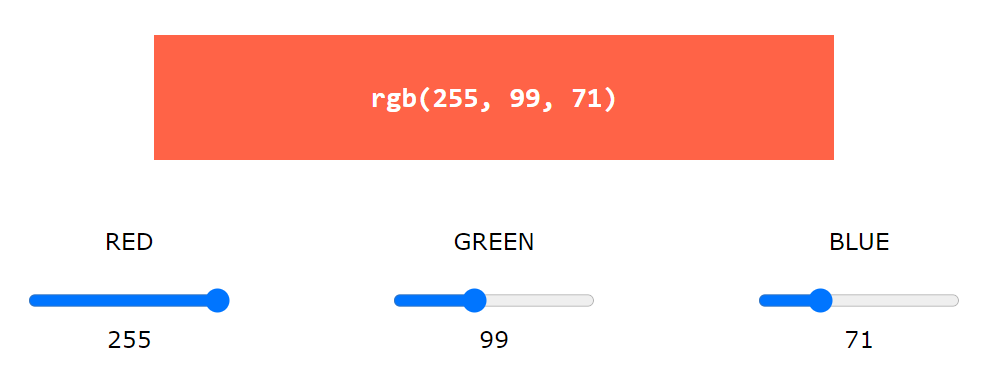 rgb(255, 99, 71)
RED
GREEN
BLUE
255
99
71